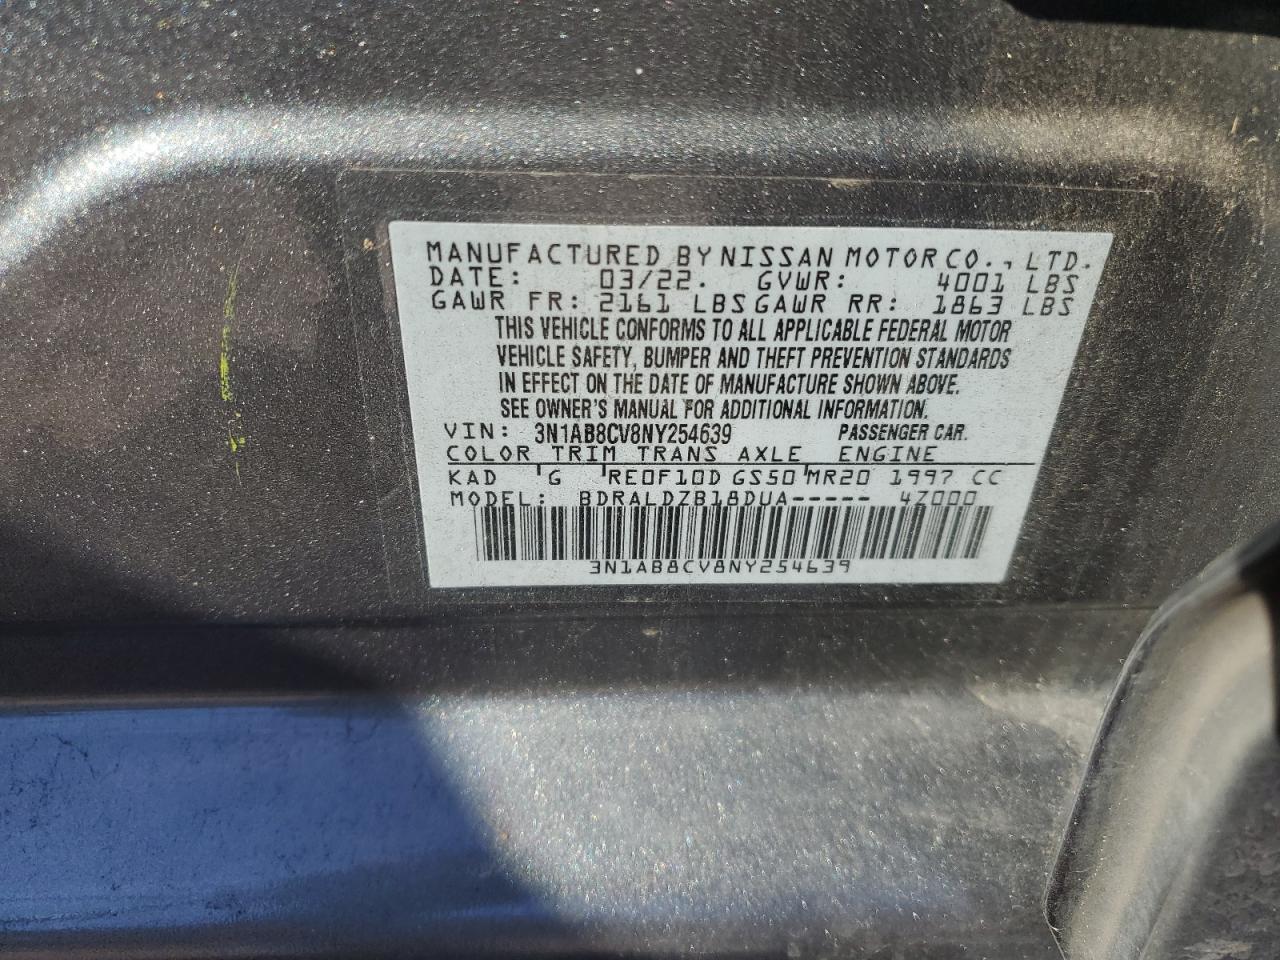 MANUFACTURED BY NISSAN MOTOR CO., LTD.
DATE: 03/22. GVWR: 4001 LBS
GAWR FR: 2161 LBS GAWR RR: 1863 LBS
THIS VEHICLE CONFORMS TO ALL APPLICABLE FEDERAL MOTOR
VEHICLE SAFETY, BUMPER AND THEFT PREVENTION STANDARDS
IN EFFECT ON THE DATE OF MANUFACTURE SHOWN ABOVE.
SEE OWNER'S MANUAL FOR ADDITIONAL INFORMATION.
VIN: 3N1AB8CV8NY254639 PASSENGER CAR.
COLOR TRIM TRANS AXLE ENGINE
KAD G RE0F10D GS50 MR20 1997 CC
MODEL: BDRALDZB18DUA----- 4Z000
3N1AB8CV8NY254639